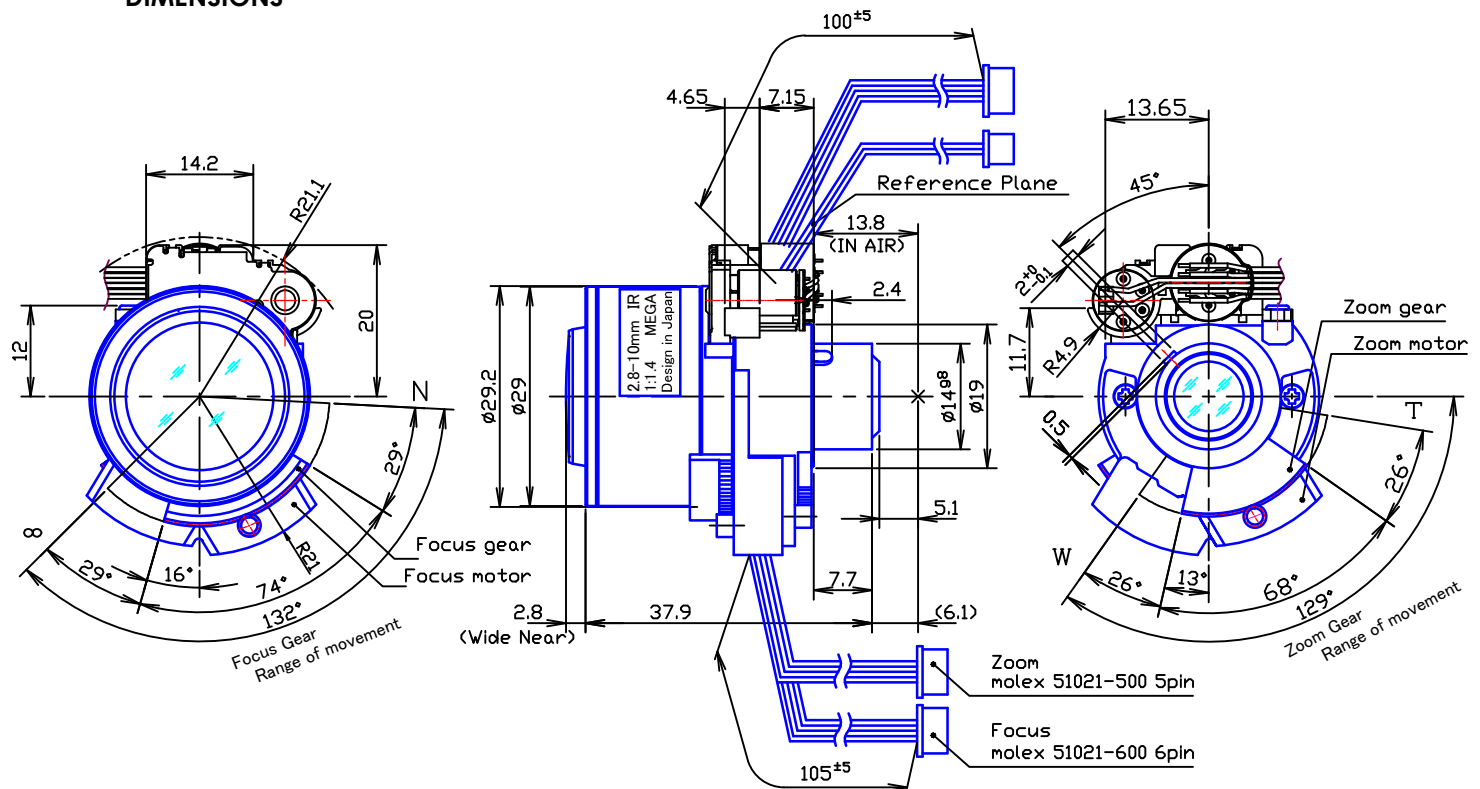 DIMENSIONS
100±5
4.65
7.15
13.65
14.2
R21.1
Reference Plane
45°
13.8
(IN AIR)
2 +0 -0.1
20
12
2.4
2.8-10mm IR
1:1.4 MEGA
Design in Japan
11.7
R4.9
Zoom gear
Zoom motor
ø29.2
ø29
ø14g8
ø19
N
T
0.5
29°
26°
5.1
∞
R21
Focus gear
Focus motor
W
29°
16°
74°
132°
7.7
26°
13°
68°
129°
2.8
37.9
(6.1)
(Wide Near)
Focus Gear
Range of movement
Zoom Gear
Range of movement
Zoom
molex 51021-500 5pin
Focus
molex 51021-600 6pin
105±5